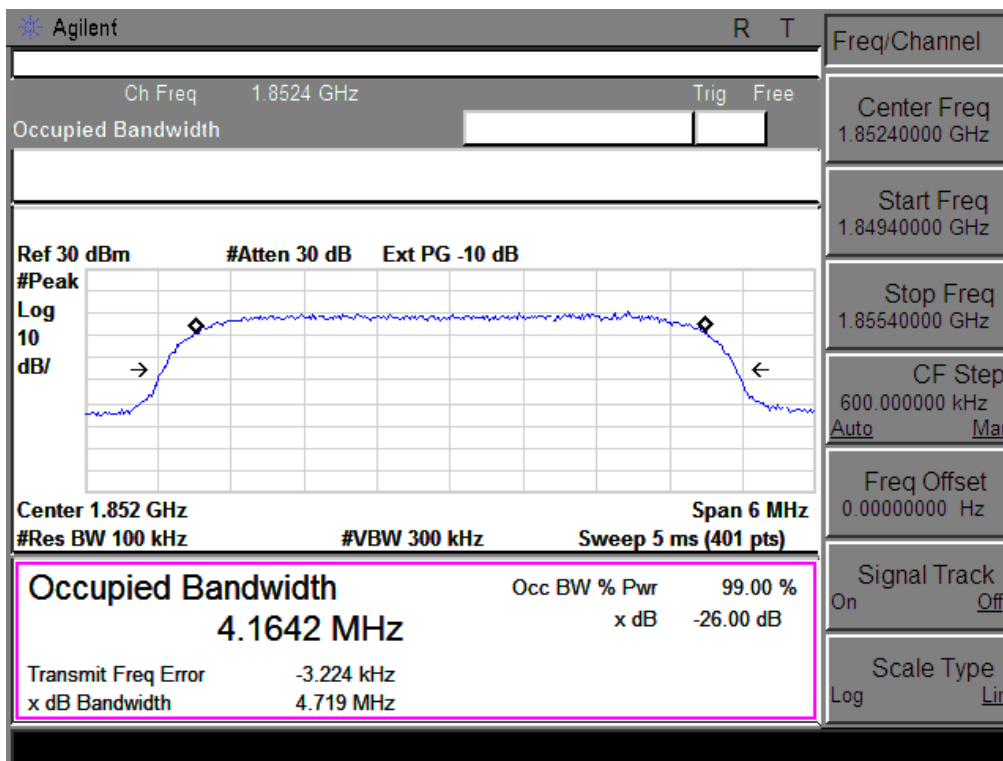 Agilent R T
Freq/Channel
Ch Freq 1.8524 GHz Trig Free
Occupied Bandwidth
Center Freq
1.85240000 GHz
Start Freq
1.84940000 GHz
Stop Freq
1.85540000 GHz
CF Step
600.000000 kHz
Auto Man
Freq Offset
0.00000000 Hz
Signal Track
On Off
Scale Type
Log Lin
Ref 30 dBm #Atten 30 dB Ext PG -10 dB
#Peak
Log
10
dB/
Center 1.852 GHz Span 6 MHz
#Res BW 100 kHz #VBW 300 kHz Sweep 5 ms (401 pts)
Occupied Bandwidth Occ BW % Pwr 99.00 %
4.1642 MHz x dB -26.00 dB
Transmit Freq Error -3.224 kHz
x dB Bandwidth 4.719 MHz